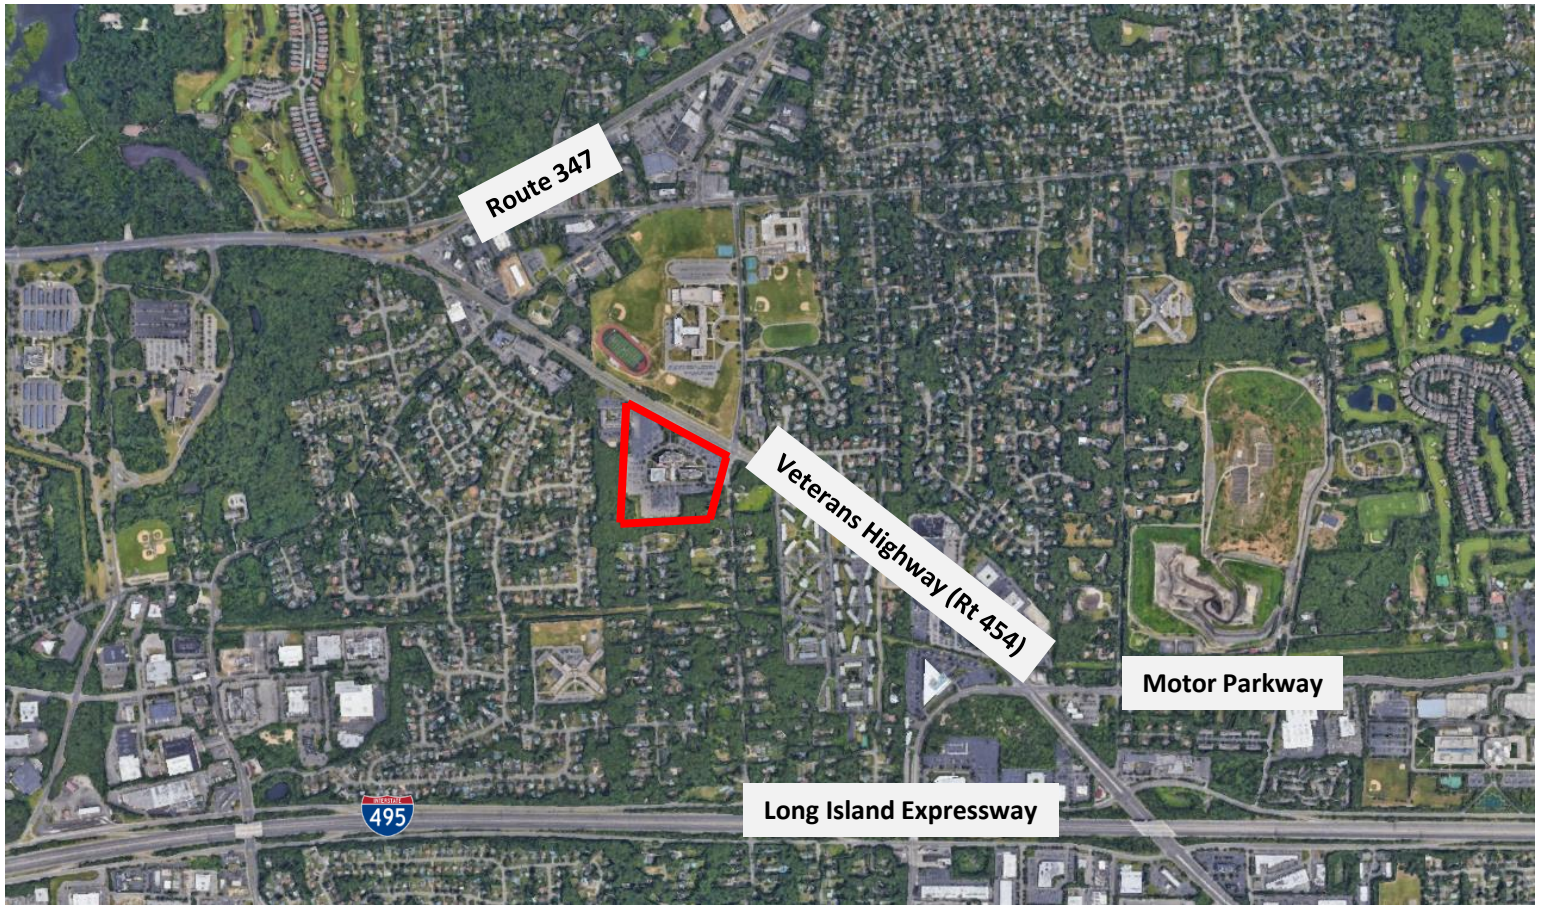 Route 347
Veterans Highway (Rt 454)
Motor Parkway
Long Island Expressway
INTERSTATE
495